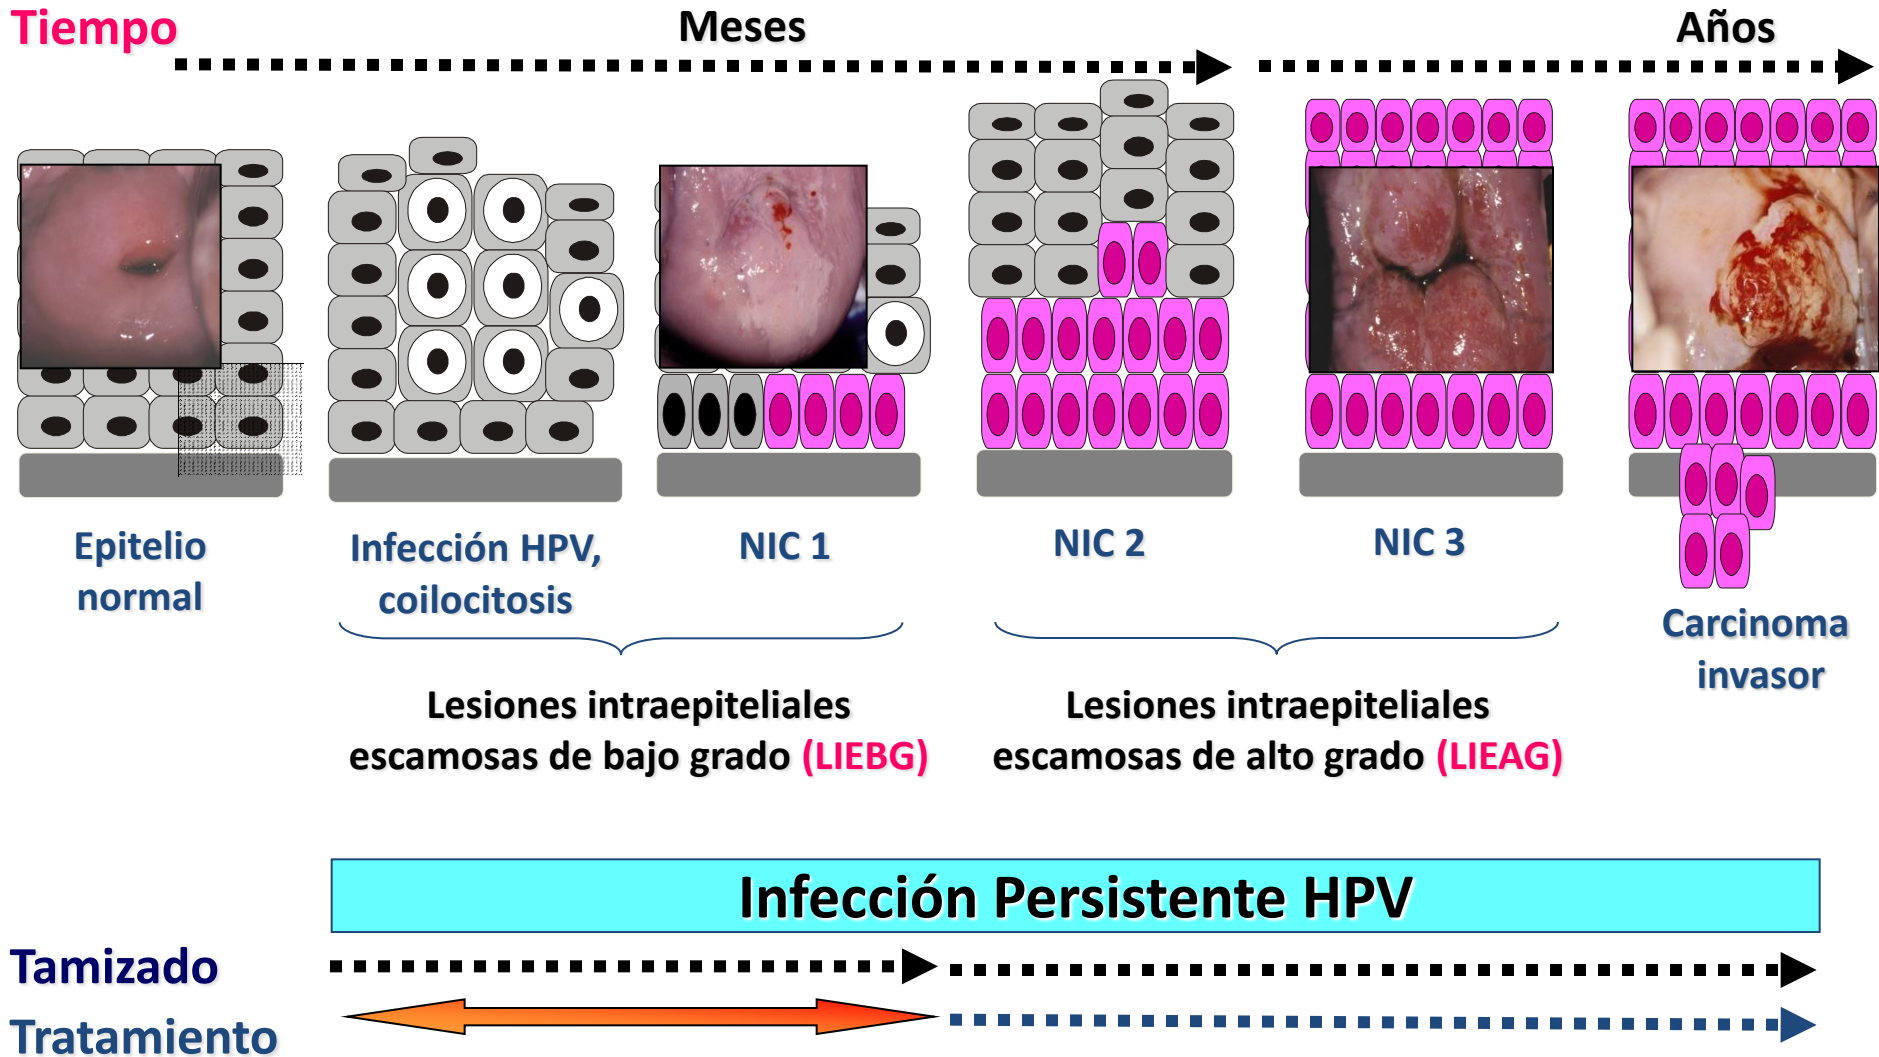 Tiempo
Meses
Años
Epitelio
normal
Infección HPV,
coilocitosis
NIC 1
NIC 2
NIC 3
Carcinoma
invasor
Lesiones intraepiteliales
escamosas de bajo grado (LIEBG)
Lesiones intraepiteliales
escamosas de alto grado (LIEAG)
Infección Persistente HPV
Tamizado
Tratamiento